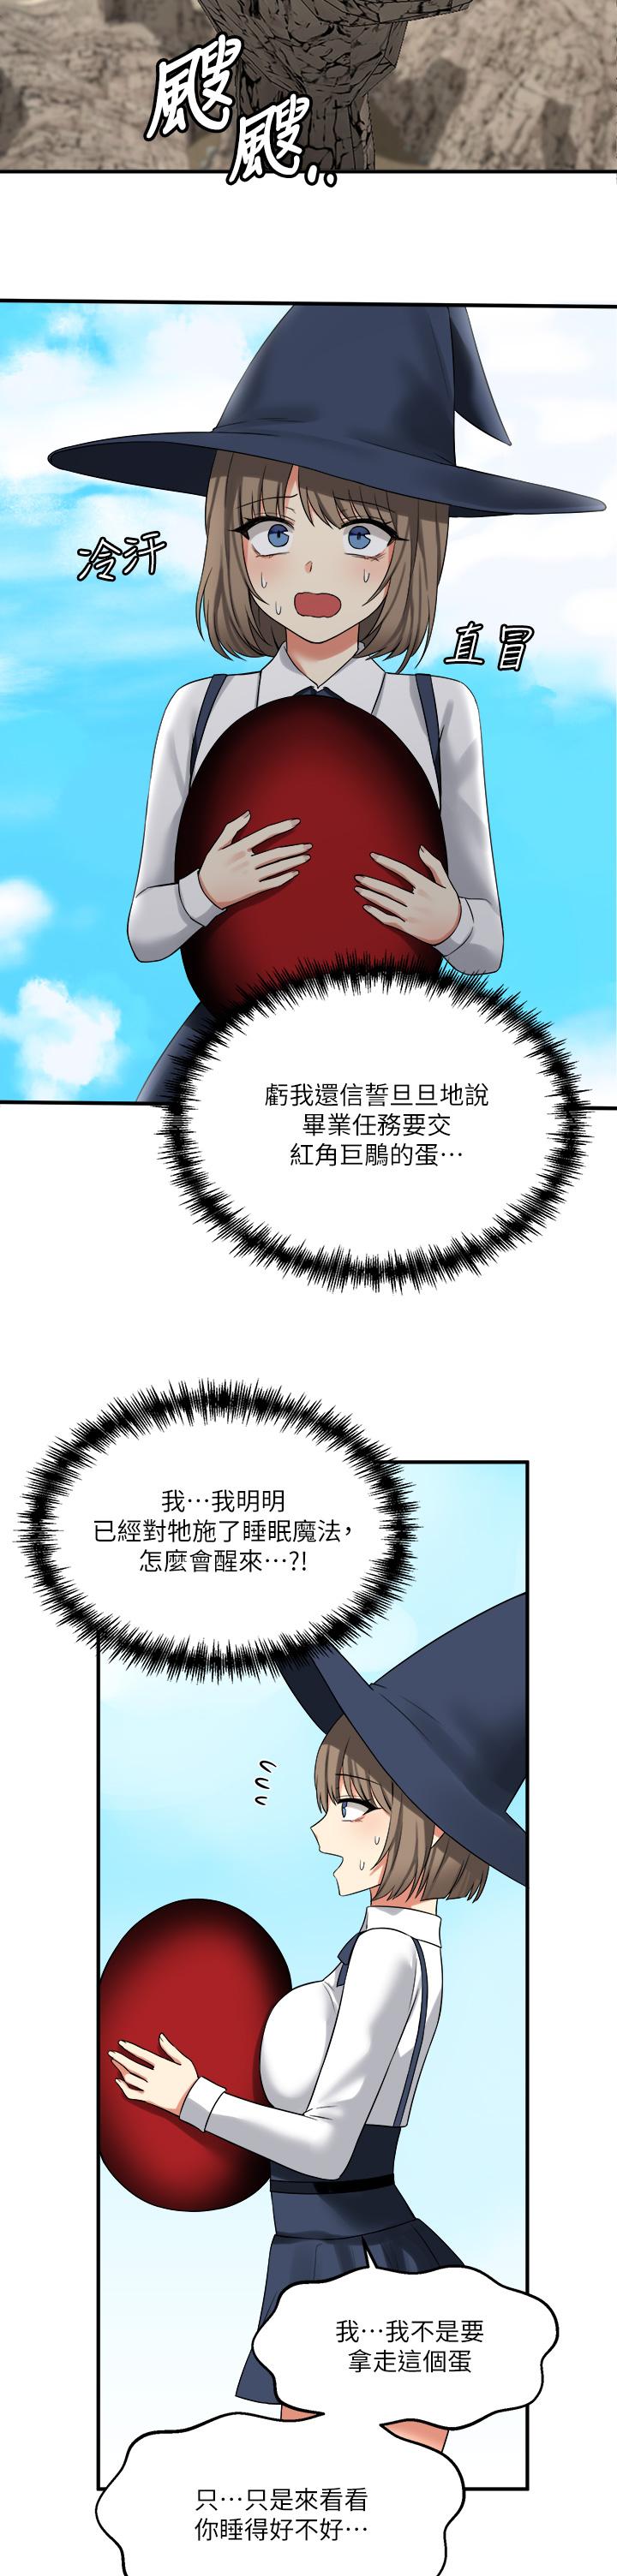 颼
颼..
冷汗
直冒
虧我還信誓旦旦地說
畢業任務要交
紅角巨鵰的蛋…
我…我明明
已經對牠施了睡眠魔法，
怎麼會醒來…?!
我…我不是要
拿走這個蛋
只…只是來看看
你睡得好不好…